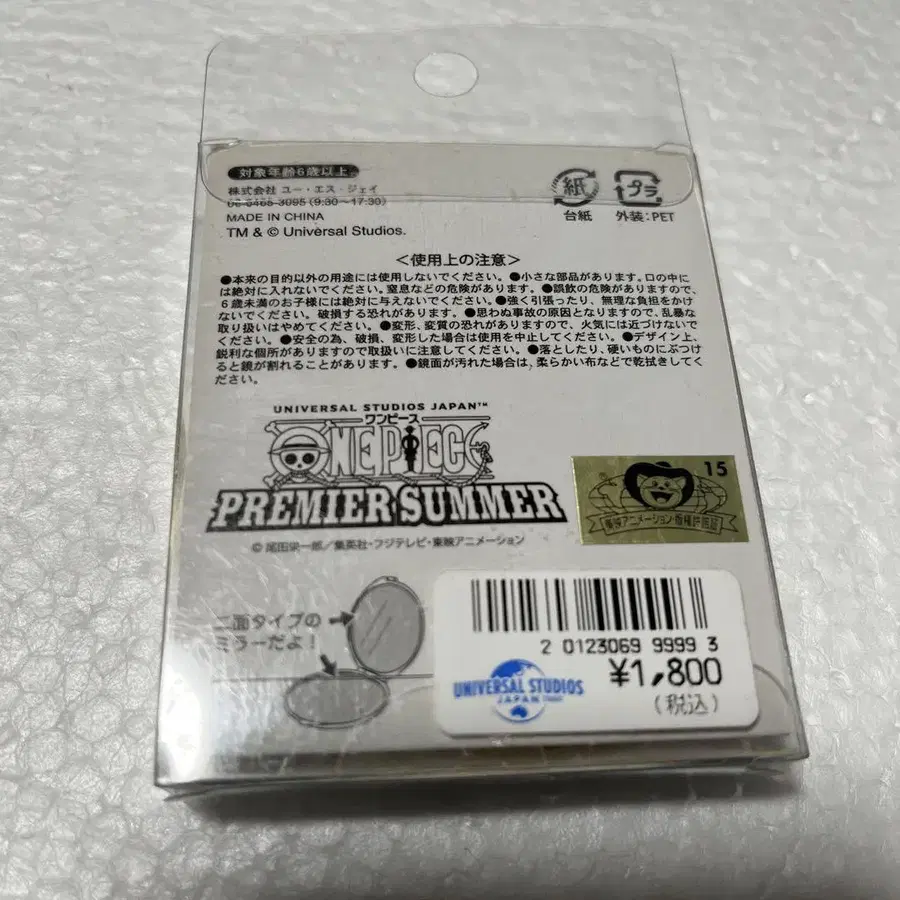 対象年齢6歳以上
株式会社 ユー・エス・ジェイ
06-6465-3095 (9:30～17:30)
MADE IN CHINA
TM & © Universal Studios.
紙
台紙
プラ
外装:PET
＜使用上の注意＞
●本来の目的以外の用途には使用しないでください。●小さな部品があります。口の中に
は絶対に入れないでください。窒息などの危険があります。●誤飲の危険がありますので、
6歳未満のお子様には絶対に与えないでください。●強く引張ったり、無理な負担をかけ
ないでください。破損する恐れがあります。●思わぬ事故の原因となりますので、乱暴な
取り扱いはやめてください。●変形、変質の恐れがありますので、火気には近づけないで
ください。●安全の為、破損、変形した場合は使用を中止してください。●デザイン上、
鋭利な個所がありますので取扱いに注意してください。●落としたり、硬いものにぶつけ
ると鏡が割れることがあります。●鏡面が汚れた場合は、柔らかい布などで乾拭きしてく
ださい。
UNIVERSAL STUDIOS JAPAN™
ワンピース
ONE PIECE
PREMIER SUMMER
© 尾田栄一郎／集英社・フジテレビ・東映アニメーション
15
東映アニメーション・版権許諾品
二面タイプの
ミラーだよ！
2 0123069 9999 3
¥1,800
(税込)
UNIVERSAL STUDIOS
JAPAN